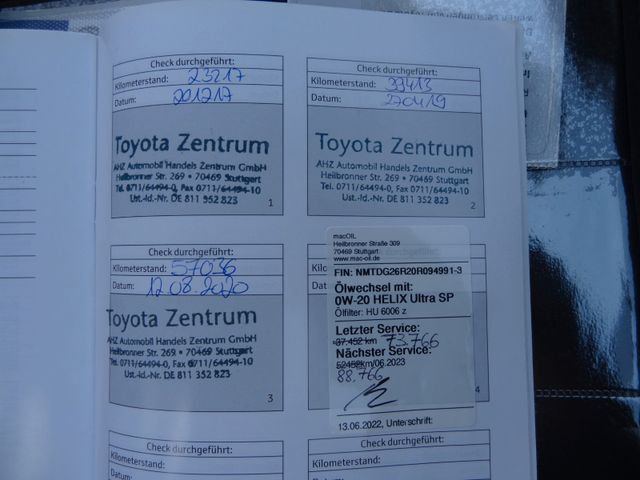 Check durchgeführt:
Kilometerstand: 23217
Datum: 201217
Toyota Zentrum
AHZ Automobil Handels Zentrum GmbH
Heilbronner Str. 269 • 70469 Stuttgart
Tel. 0711/64494-0, Fax 0711/64494-10
Ust.-Id.-Nr. DE 811 352 823
1
Check durchgeführt:
Kilometerstand: 39413
Datum: 270419
Toyota Zentrum
AHZ Automobil Handels Zentrum GmbH
Heilbronner Str. 269 • 70469 Stuttgart
Tel. 0711/64494-0, Fax 0711/64494-10
Ust.-Id.-Nr. DE 811 352 823
2
Check durchgeführt:
Kilometerstand: 57036
Datum: 12.08.2020
Toyota Zentrum
AHZ Automobil Handels Zentrum GmbH
Heilbronner Str. 269 • 70469 Stuttgart
Tel. 0711/64494-0, Fax 0711/64494-10
Ust.-Id.-Nr. DE 811 352 823
3
macOIL
Heilbronner Straße 309
70469 Stuttgart
www.mac-oil.de
FIN: NMTDG26R20R094991-3
Ölwechsel mit:
0W-20 HELIX Ultra SP
Ölfilter: HU 6006 z
Letzter Service:
37.452 km 73.766
Nächster Service:
52452km/06.2023
88.766
13.06.2022, Unterschrift:
4
Check durchgeführt:
Kilometerstand:
Datum:
Check durchgeführt:
Kilometerstand: